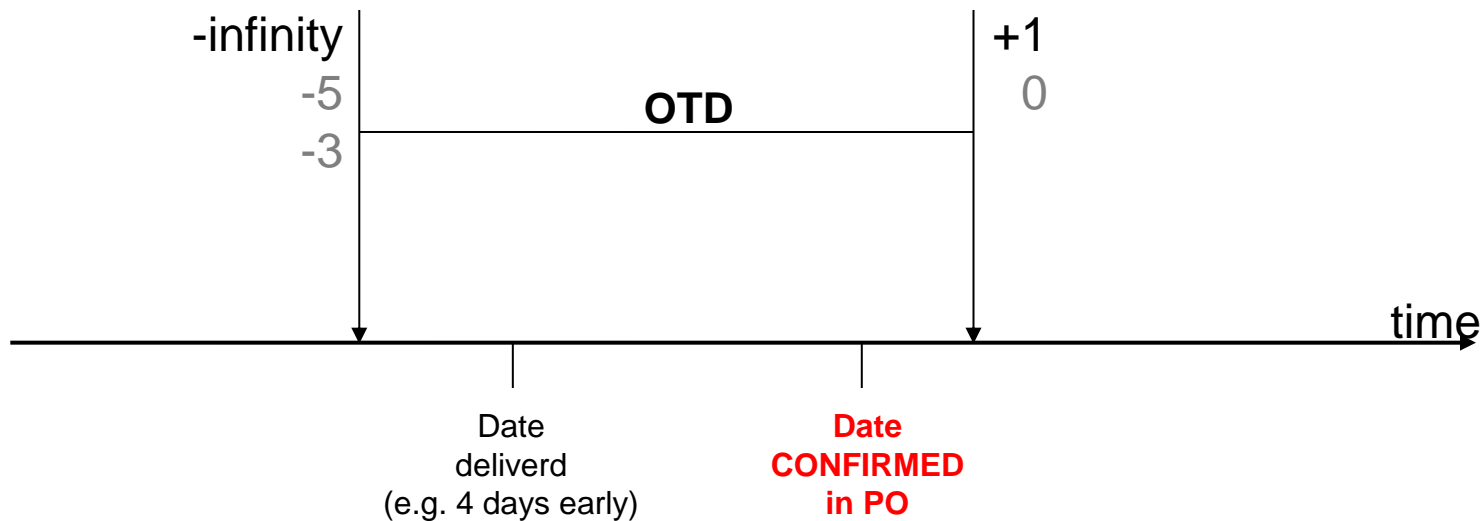 -infinity
-5
-3
OTD
+1
0
time
Date
deliverd
(e.g. 4 days early)
Date
CONFIRMED
in PO